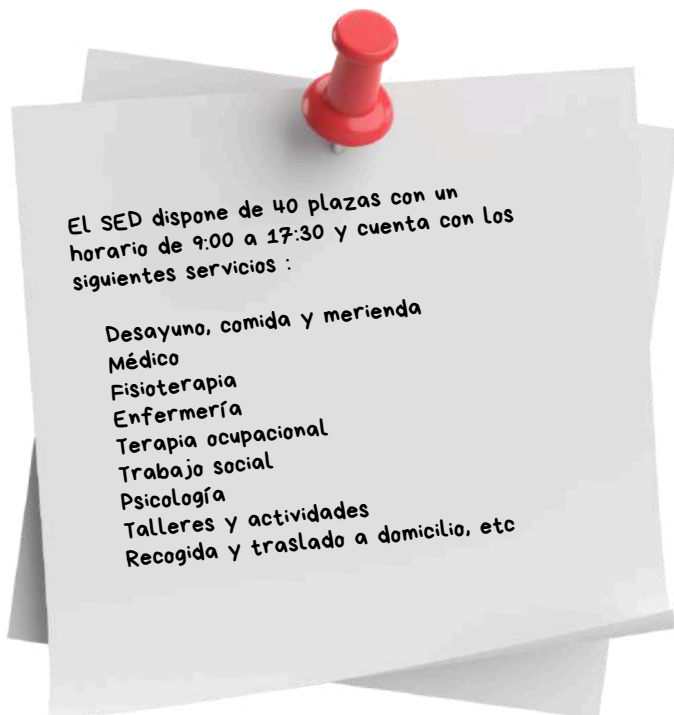 El SED dispone de 40 plazas con un
horario de 9:00 a 17:30 y cuenta con los
siguientes servicios :
Desayuno, comida y merienda
Médico
Fisioterapia
Enfermería
Terapia ocupacional
Trabajo social
Psicología
Talleres y actividades
Recogida y traslado a domicilio, etc